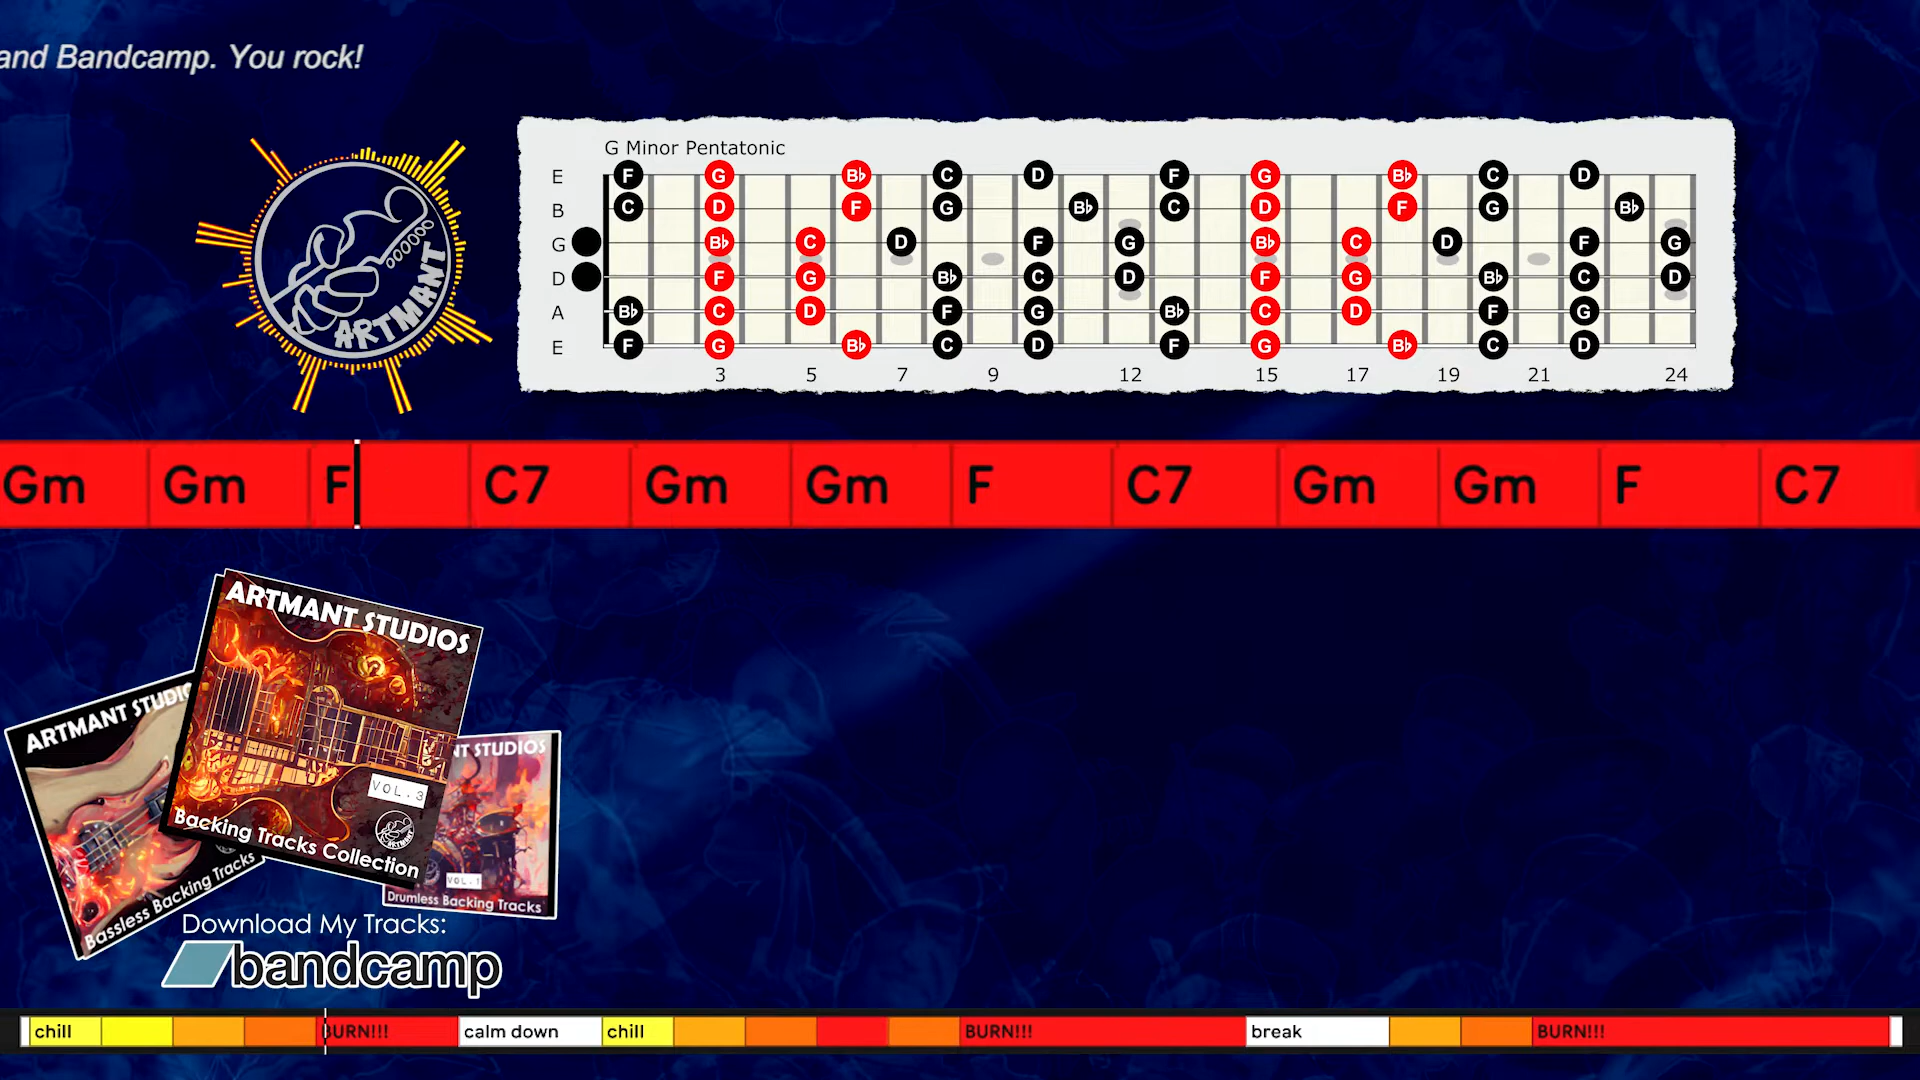 and Bandcamp. You rock!
G Minor Pentatonic
E F G B♭ C D F G B♭ C D
B C D F G B♭ C D F G B♭
G B♭ C D F G B♭ C D F G
D F G B♭ C D F G B♭ C D
A B♭ C D F G B♭ C D F G
E F G B♭ C D F G B♭ C D
3 5 7 9 12 15 17 19 21 24
ARTMANT
Gm Gm F C7 Gm Gm F C7 Gm Gm F C7
ARTMANT STUDIOS
VOL.3
Backing Tracks Collection
ARTMANT
ARTMANT STUDIO
Bassless Backing Tracks
NT STUDIOS
VOL.1
Drumless Backing Tracks
Download My Tracks:
bandcamp
chill BURN!!! calm down chill BURN!!! break BURN!!!